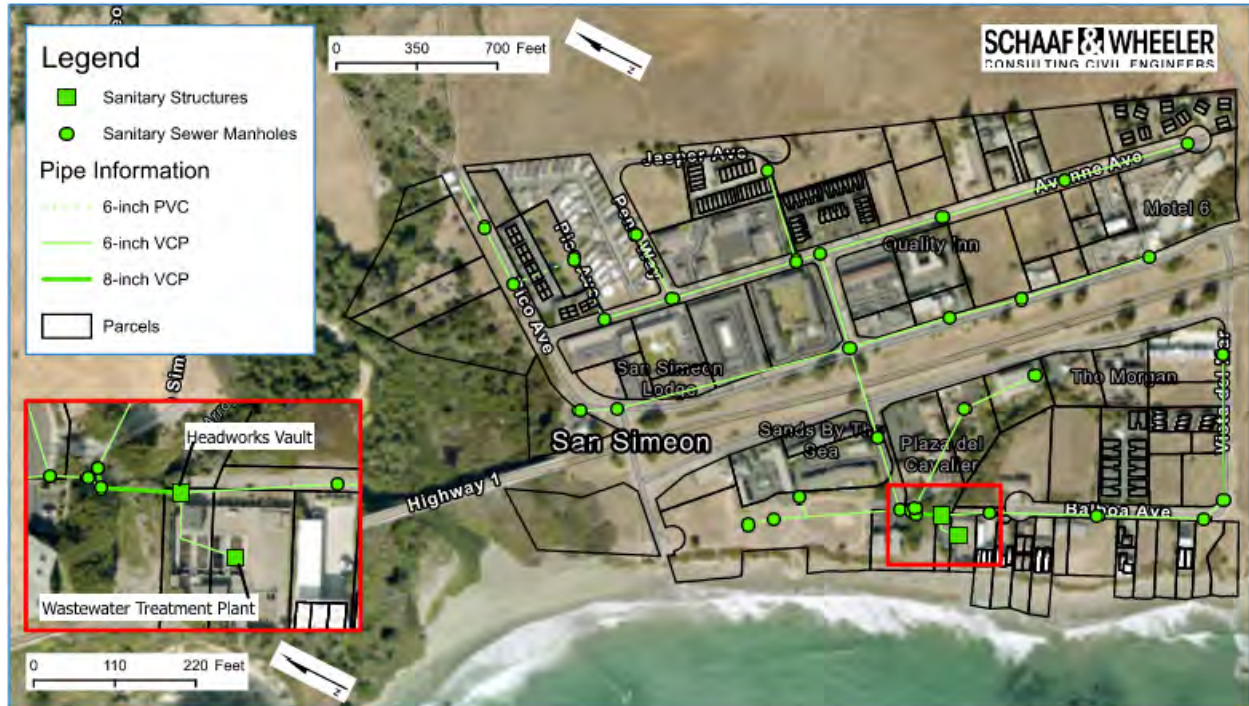 Legend
Sanitary Structures
Sanitary Sewer Manholes
Pipe Information
6-inch PVC
6-inch VCP
8-inch VCP
Parcels
0 350 700 Feet
N
SCHAAF & WHEELER
CONSULTING CIVIL ENGINEERS
Jasper Ave
Avonne Ave
Motel 6
Quality Inn
Pico Ave
San Simeon
Lodge
The Morgan
San Simeon
Sands By The
Sea
Plaza del
Cavalier
Highway 1
Balboa Ave
Vista del Mar
Headworks Vault
Wastewater Treatment Plant
0 110 220 Feet
N